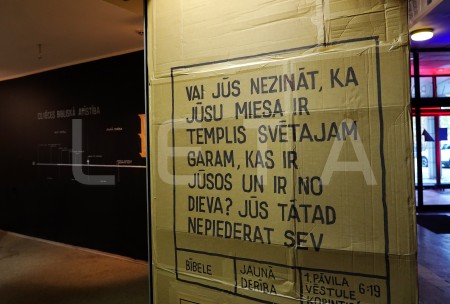 VAI JŪS NEZINĀT, KA
JŪSU MIESA IR
TEMPLIS SVĒTAJAM
GARAM, KAS IR
JŪSOS UN IR NO
DIEVA? JŪS TĀTAD
NEPIEDERAT SEV
BĪBELE
JAUNĀ
DERĪBA
1. PĀVILA
VĒSTULE
KORINTIEŠIEM
6:19
LETA